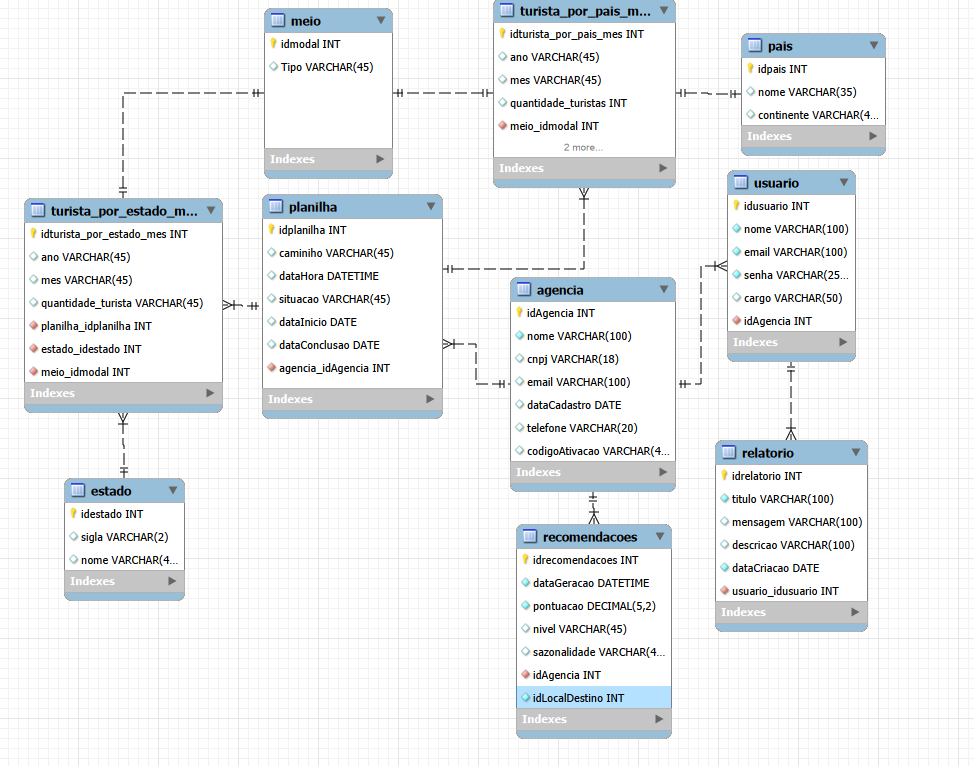 meio
idmodal INT
Tipo VARCHAR(45)
Indexes
turista_por_pais_m...
idturista_por_pais_mes INT
ano VARCHAR(45)
mes VARCHAR(45)
quantidade_turistas INT
meio_idmodal INT
2 more...
Indexes
pais
idpais INT
nome VARCHAR(35)
continente VARCHAR(4...
Indexes
turista_por_estado_m...
idturista_por_estado_mes INT
ano VARCHAR(45)
mes VARCHAR(45)
quantidade_turista VARCHAR(45)
planilha_idplanilha INT
estado_idestado INT
meio_idmodal INT
Indexes
planilha
idplanilha INT
caminiho VARCHAR(45)
dataHora DATETIME
situacao VARCHAR(45)
dataInicio DATE
dataConclusao DATE
agencia_idAgencia INT
Indexes
usuario
idusuario INT
nome VARCHAR(100)
email VARCHAR(100)
senha VARCHAR(25...
cargo VARCHAR(50)
idAgencia INT
Indexes
agencia
idAgencia INT
nome VARCHAR(100)
cnpj VARCHAR(18)
email VARCHAR(100)
dataCadastro DATE
telefone VARCHAR(20)
codigoAtivacao VARCHAR(4...
Indexes
estado
idestado INT
sigla VARCHAR(2)
nome VARCHAR(4...
Indexes
recomendacoes
idrecomendacoes INT
dataGeracao DATETIME
pontuacao DECIMAL(5,2)
nivel VARCHAR(45)
sazonalidade VARCHAR(4...
idAgencia INT
idLocalDestino INT
Indexes
relatorio
idrelatorio INT
titulo VARCHAR(100)
mensagem VARCHAR(100)
descricao VARCHAR(100)
dataCriacao DATE
usuario_idusuario INT
Indexes